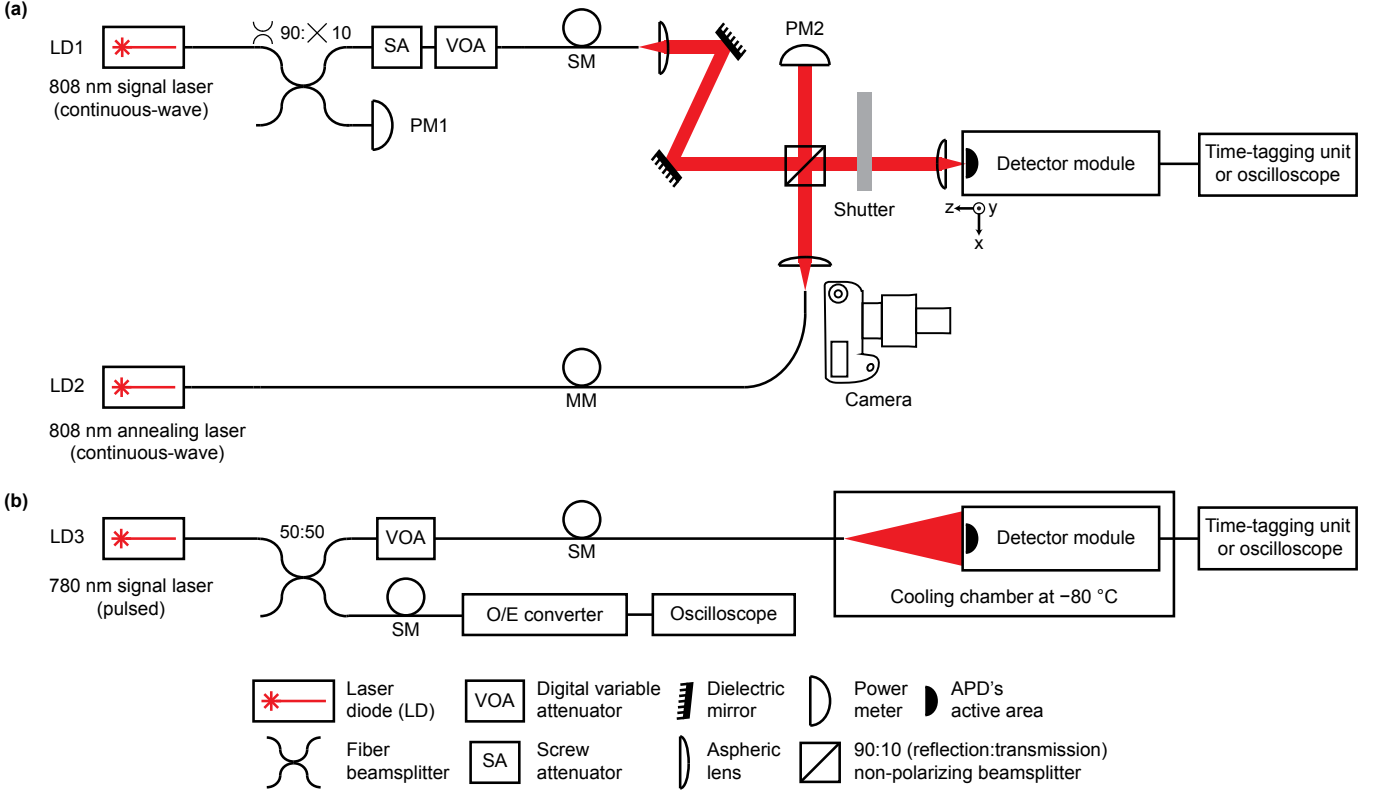 (a)
LD1
808 nm signal laser
(continuous-wave)
90:
10
SA
VOA
SM
PM1
PM2
Shutter
Detector module
Time-tagging unit
or oscilloscope
z
y
x
LD2
808 nm annealing laser
(continuous-wave)
MM
Camera
(b)
LD3
780 nm signal laser
(pulsed)
50:50
VOA
SM
SM
O/E converter
Oscilloscope
Detector module
Cooling chamber at −80 °C
Time-tagging unit
or oscilloscope
Laser
diode (LD)
VOA
Digital variable
attenuator
Dielectric
mirror
Power
meter
APD's
active area
Fiber
beamsplitter
SA
Screw
attenuator
Aspheric
lens
90:10 (reflection:transmission)
non-polarizing beamsplitter